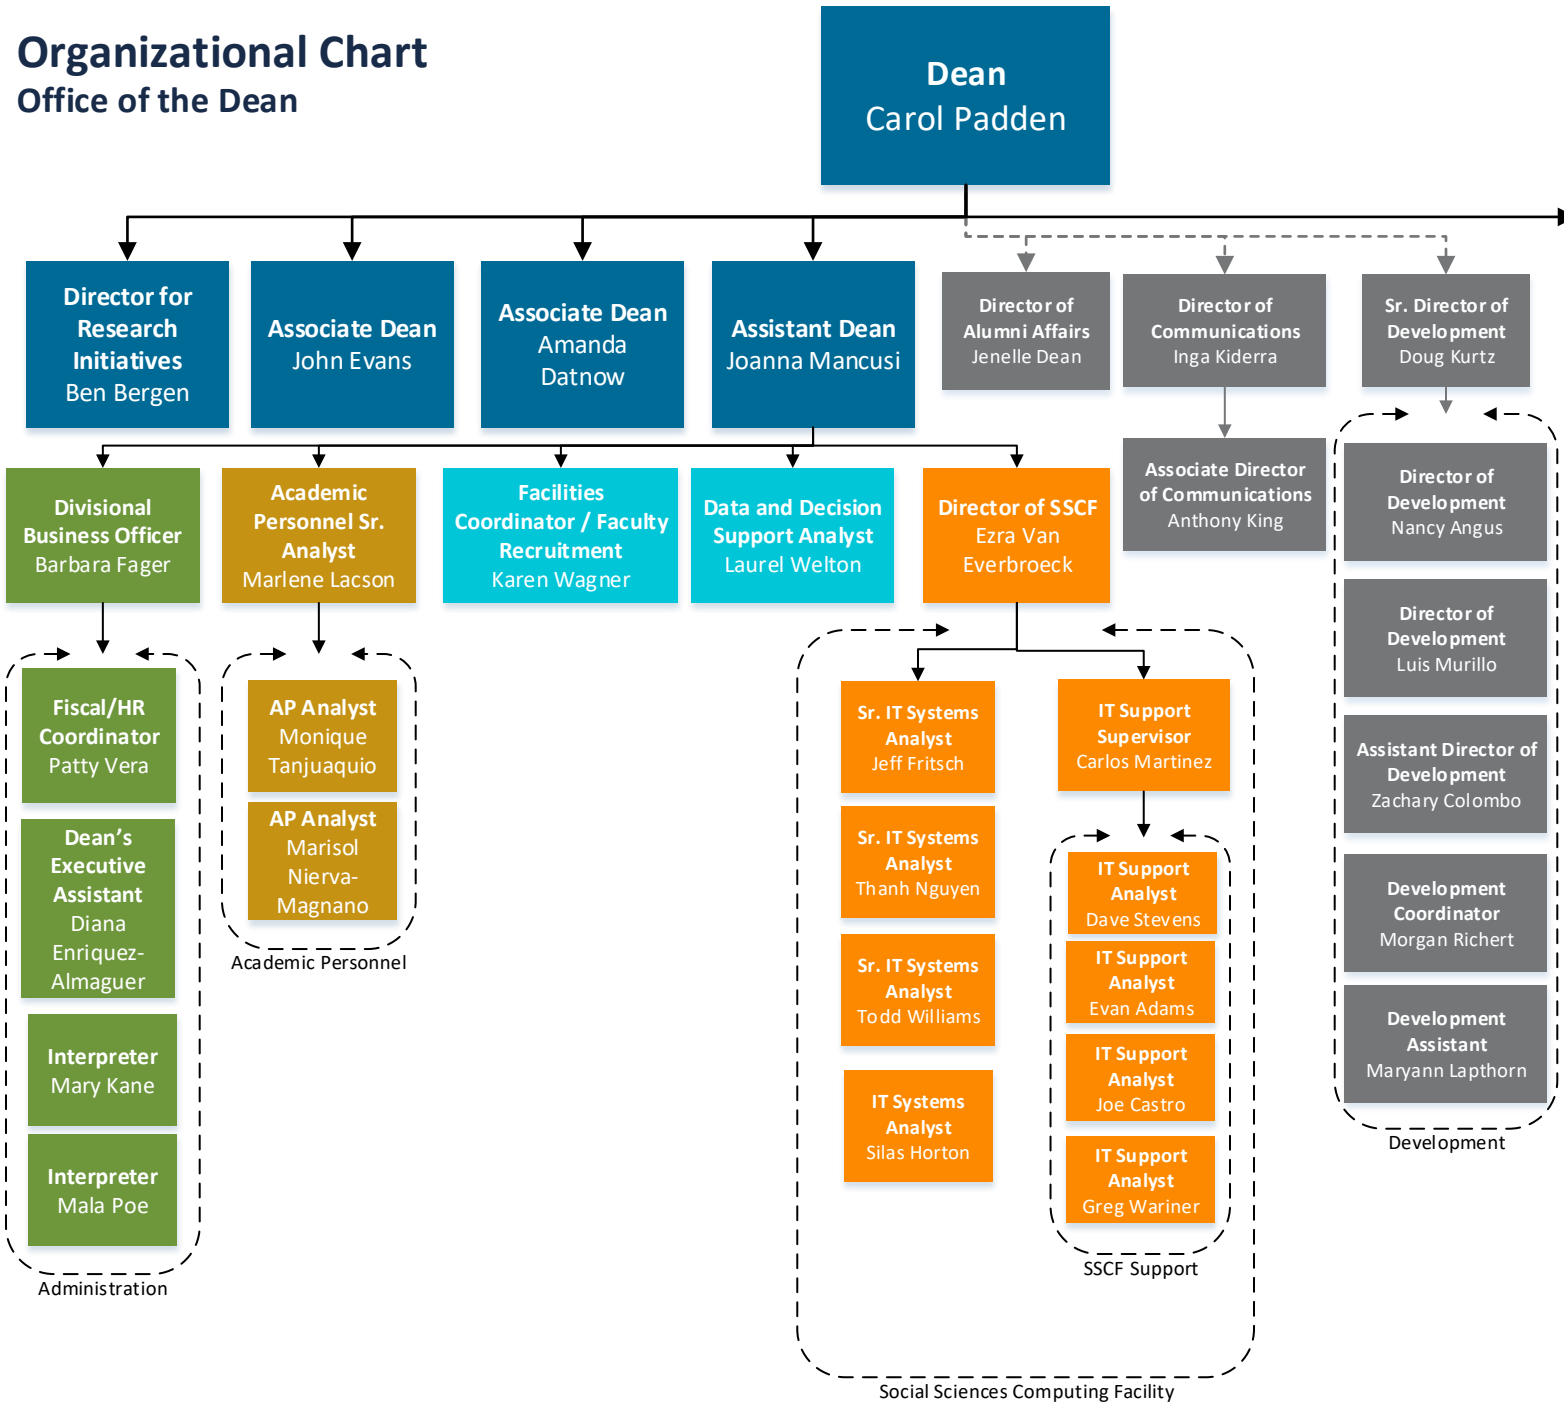 Organizational Chart
Office of the Dean
Dean
Carol Padden
Director for
Research
Initiatives
Ben Bergen
Associate Dean
John Evans
Associate Dean
Amanda
Datnow
Assistant Dean
Joanna Mancusi
Director of
Alumni Affairs
Jenelle Dean
Director of
Communications
Inga Kiderra
Sr. Director of
Development
Doug Kurtz
Divisional
Business Officer
Barbara Fager
Academic
Personnel Sr.
Analyst
Marlene Lacson
Facilities
Coordinator / Faculty
Recruitment
Karen Wagner
Data and Decision
Support Analyst
Laurel Welton
Director of SSCF
Ezra Van
Everbroeck
Associate Director
of Communications
Anthony King
Director of
Development
Nancy Angus
Director of
Development
Luis Murillo
Assistant Director of
Development
Zachary Colombo
Development
Coordinator
Morgan Richert
Development
Assistant
Maryann Lapthorn
Development
Fiscal/HR
Coordinator
Patty Vera
Dean's
Executive
Assistant
Diana
Enriquez-
Almaguer
Interpreter
Mary Kane
Interpreter
Mala Poe
Administration
AP Analyst
Monique
Tanjuaquio
AP Analyst
Marisol
Nierva-
Magnano
Academic Personnel
Sr. IT Systems
Analyst
Jeff Fritsch
Sr. IT Systems
Analyst
Thanh Nguyen
Sr. IT Systems
Analyst
Todd Williams
IT Systems
Analyst
Silas Horton
IT Support
Supervisor
Carlos Martinez
IT Support
Analyst
Dave Stevens
IT Support
Analyst
Evan Adams
IT Support
Analyst
Joe Castro
IT Support
Analyst
Greg Wariner
SSCF Support
Social Sciences Computing Facility